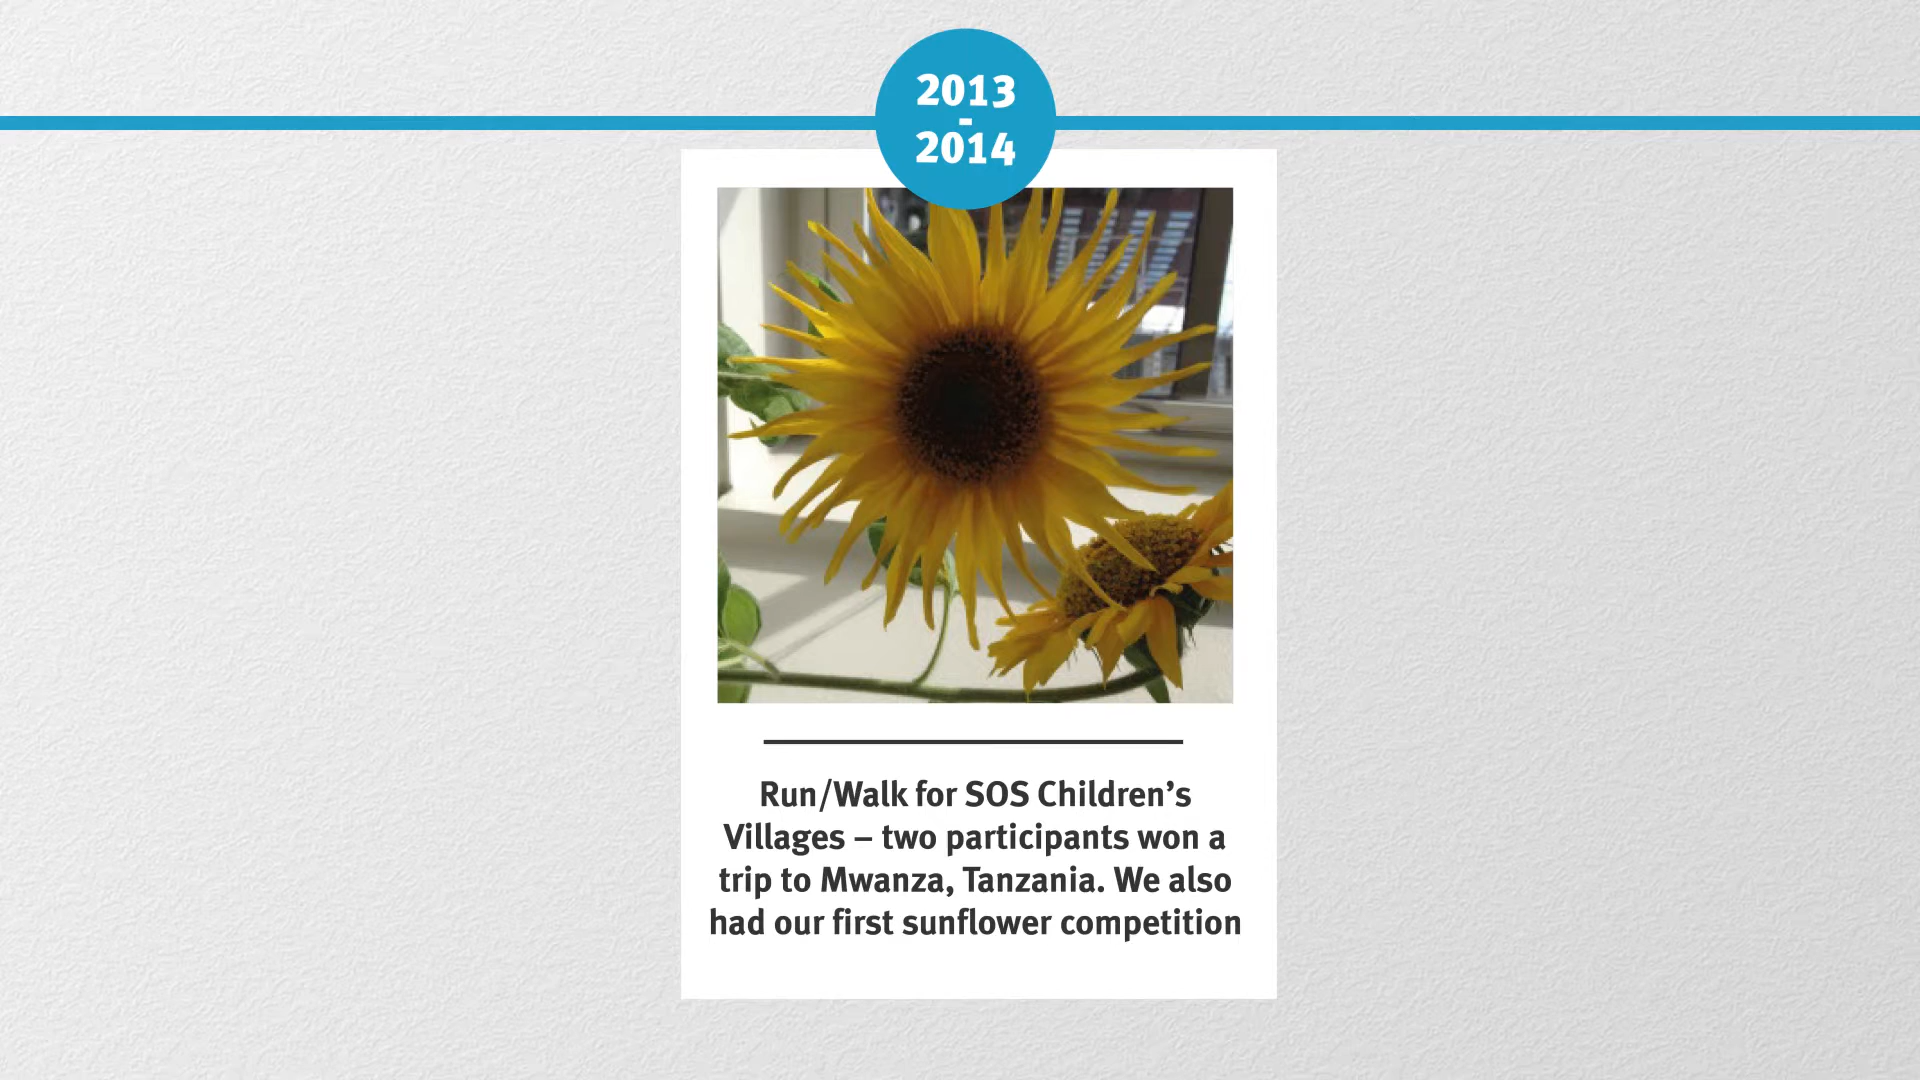 2013
-
2014
Run/Walk for SOS Children’s
Villages – two participants won a
trip to Mwanza, Tanzania. We also
had our first sunflower competition